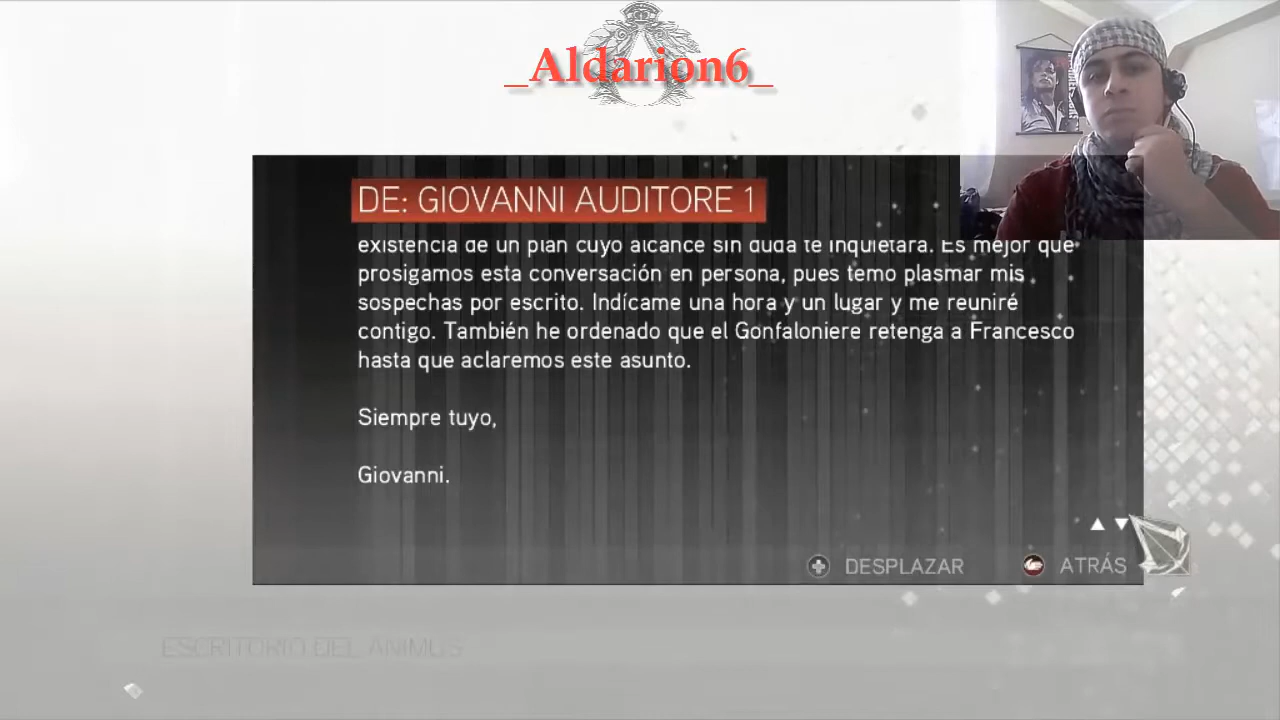 _Aldarion6_
DE: GIOVANNI AUDITORE 1
existencia de un plan cuyo alcance sin duda te inquietará. Es mejor que
prosigamos esta conversación en persona, pues temo plasmar mis
sospechas por escrito. Indícame una hora y un lugar y me reuniré
contigo. También he ordenado que el Gonfaloniere retenga a Francesco
hasta que aclaremos este asunto.
Siempre tuyo,
Giovanni.
DESPLAZAR
ATRÁS
ESCRITORIO DEL ANIMUS